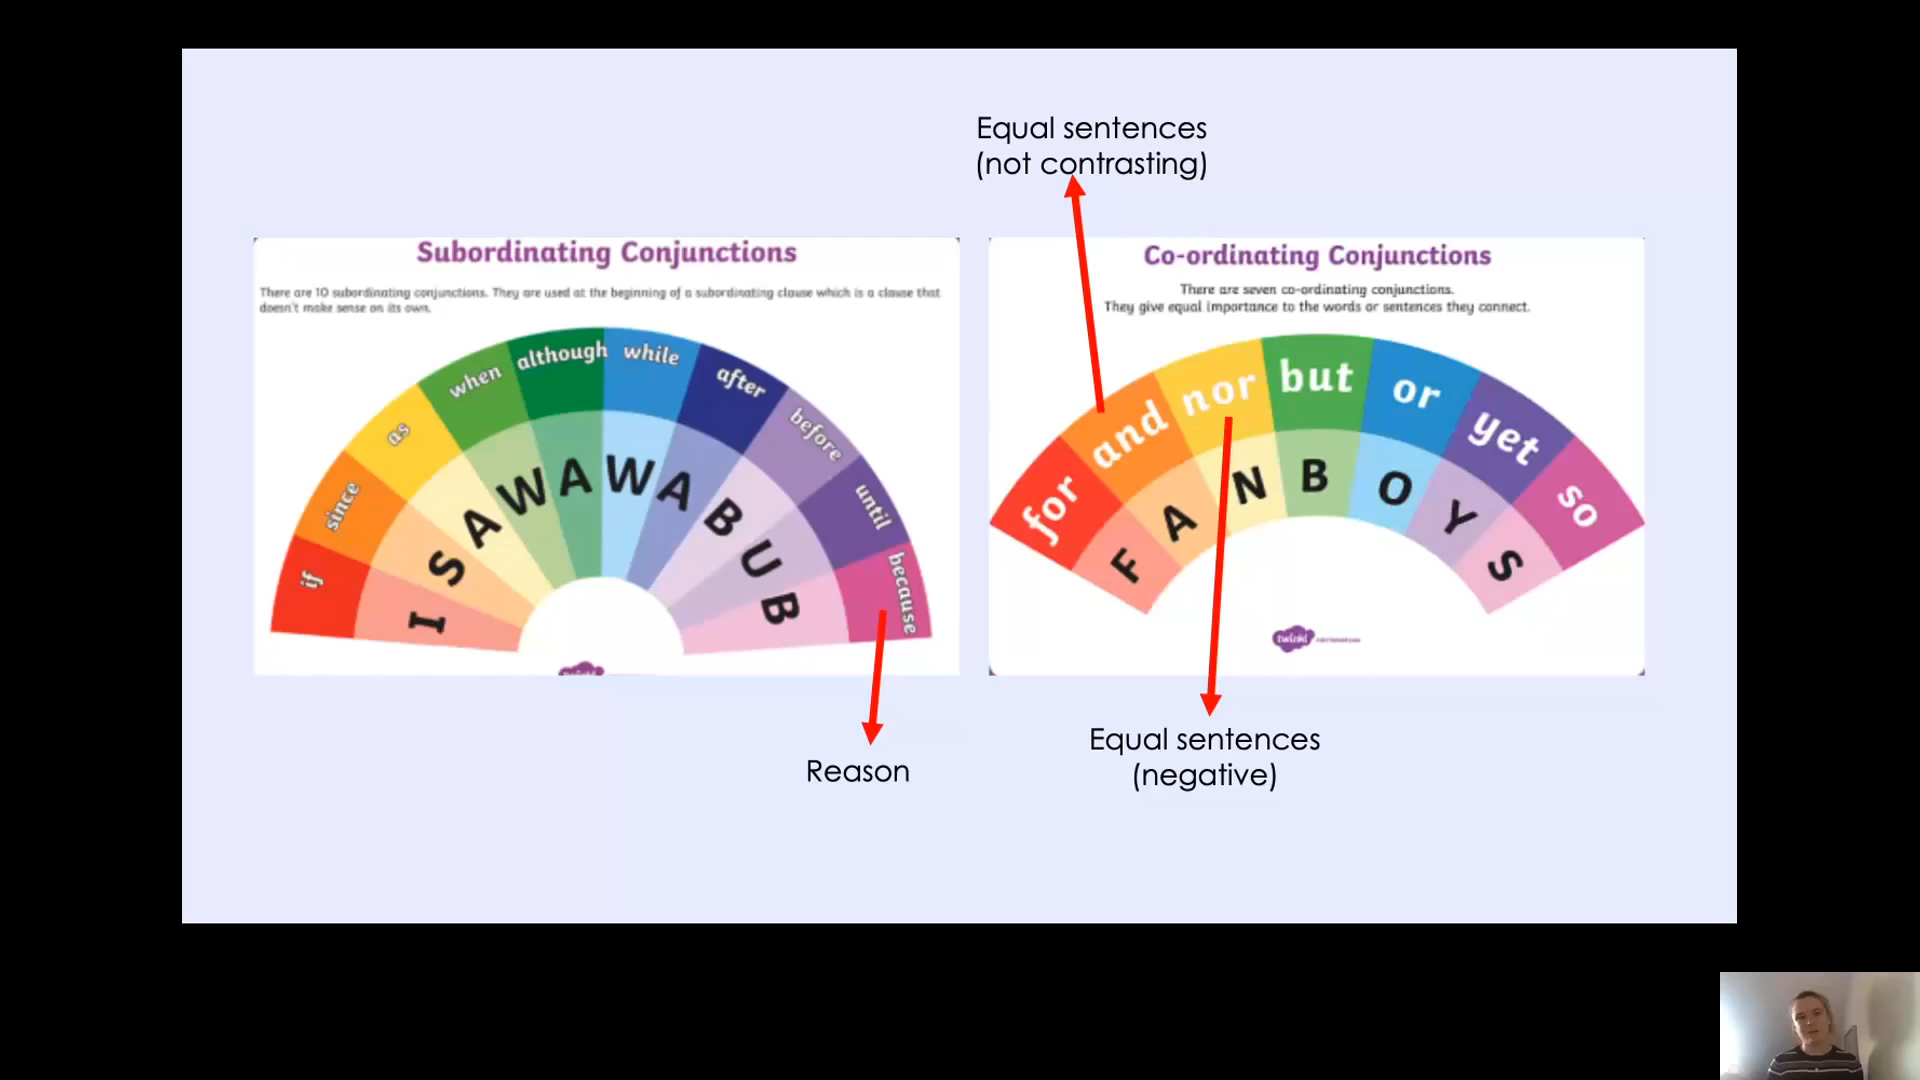 Equal sentences
(not contrasting)
Subordinating Conjunctions
There are 10 subordinating conjunctions. They are used at the beginning of a subordinating clause which is a clause that
doesn't make sense on its own.
if
since
as
when
although
while
after
before
until
because
I
S
A
W
A
W
A
B
U
B
Co-ordinating Conjunctions
There are seven co-ordinating conjunctions.
They give equal importance to the words or sentences they connect.
for
and
nor
but
or
yet
so
F
A
N
B
O
Y
S
twinkl
Reason
Equal sentences
(negative)